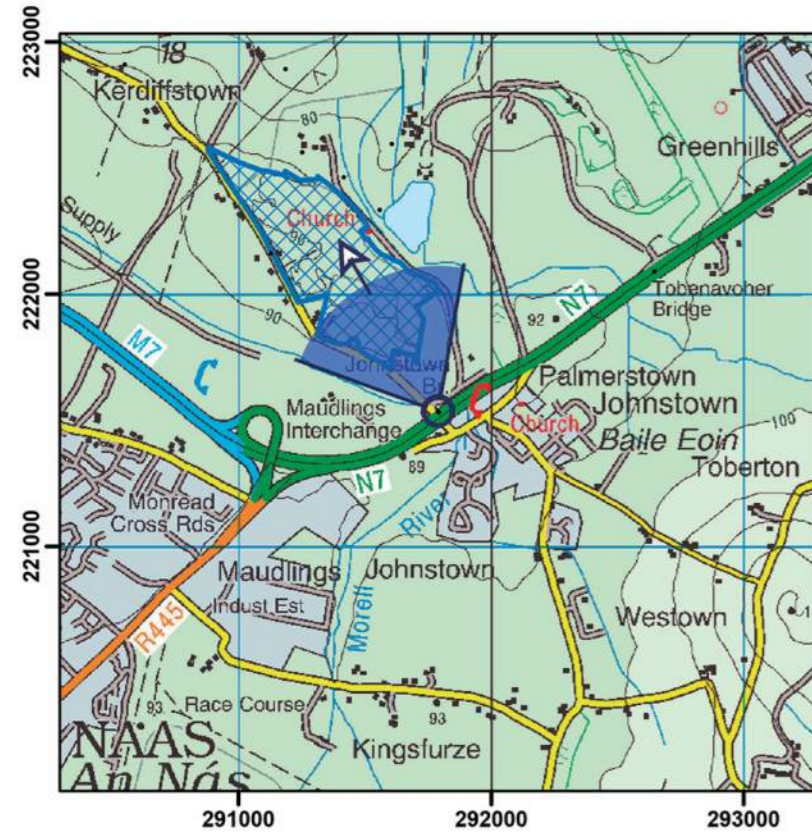 223000
222000
221000
291000
292000
293000
18
Kerdiffstown
80
Greenhills
Supply
Church
90
90
N7
92
Tobenavoher
Bridge
M7
Johnstown
Br
Palmerstown
Maudlings
Interchange
Johnstown
Church
Baile Eoin
100
89
N7
Toberton
Monread
Cross Rds
River
Maudlings
Johnstown
Indust Est
Morell
Westown
R445
Race Course
93
93
NAAS
An Nás
Kingsfurze